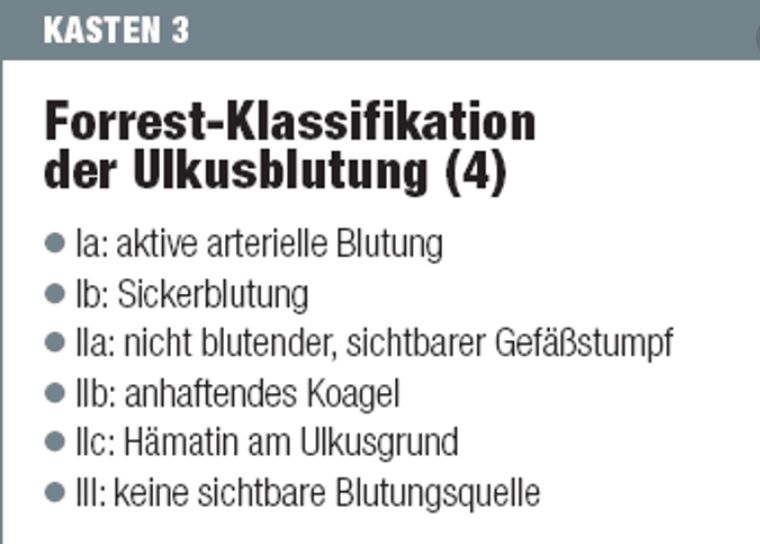 KASTEN 3
Forrest-Klassifikation
der Ulkusblutung (4)
● Ia: aktive arterielle Blutung
● Ib: Sickerblutung
● IIa: nicht blutender, sichtbarer Gefäßstumpf
● IIb: anhaftendes Koagel
● IIc: Hämatin am Ulkusgrund
● III: keine sichtbare Blutungsquelle